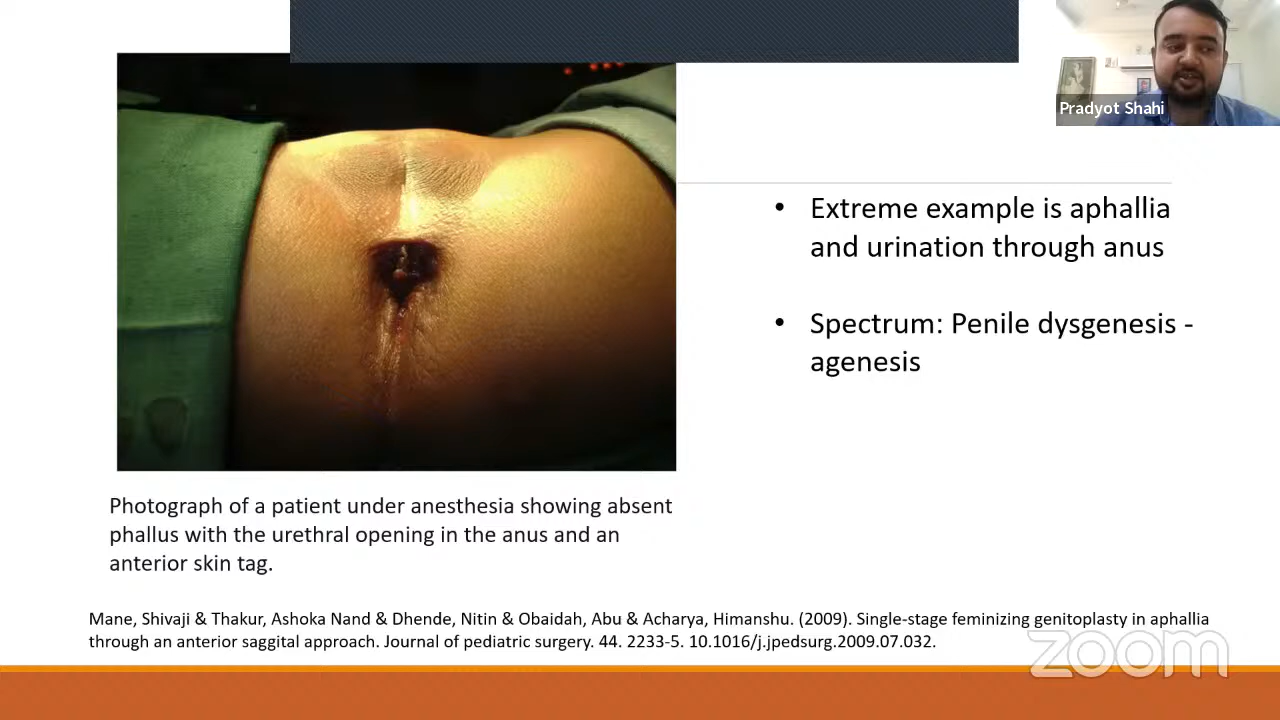 Pradyot Shahi
• Extreme example is aphallia
and urination through anus
• Spectrum: Penile dysgenesis -
agenesis
Photograph of a patient under anesthesia showing absent
phallus with the urethral opening in the anus and an
anterior skin tag.
Mane, Shivaji & Thakur, Ashoka Nand & Dhende, Nitin & Obaidah, Abu & Acharya, Himanshu. (2009). Single-stage feminizing genitoplasty in aphallia
through an anterior saggital approach. Journal of pediatric surgery. 44. 2233-5. 10.1016/j.jpedsurg.2009.07.032.
zoom